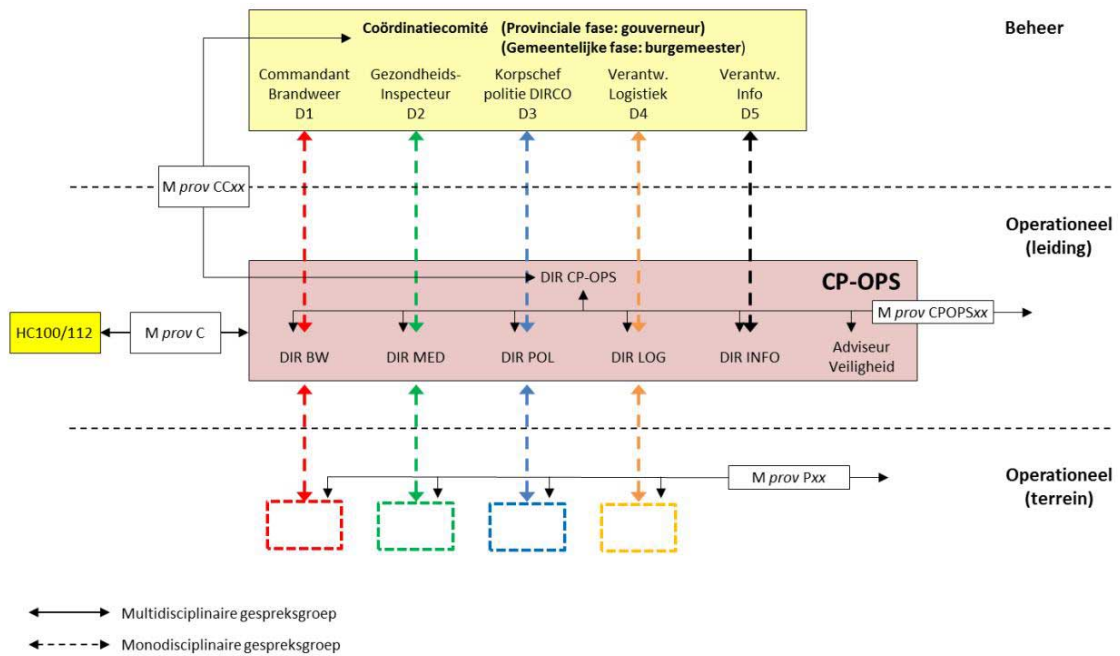 Coördinatiecomité (Provinciale fase: gouverneur)
(Gemeentelijke fase: burgemeester)
Beheer
Commandant
Brandweer
D1
Gezondheids-
Inspecteur
D2
Korpschef
politie DIRCO
D3
Verantw.
Logistiek
D4
Verantw.
Info
D5
M prov CCxx
Operationeel
(leiding)
DIR CP-OPS
CP-OPS
HC100/112
M prov C
M prov CPOPSxx
DIR BW
DIR MED
DIR POL
DIR LOG
DIR INFO
Adviseur
Veiligheid
M prov Pxx
Operationeel
(terrein)
Multidisciplinaire gespreksgroep
Monodisciplinaire gespreksgroep